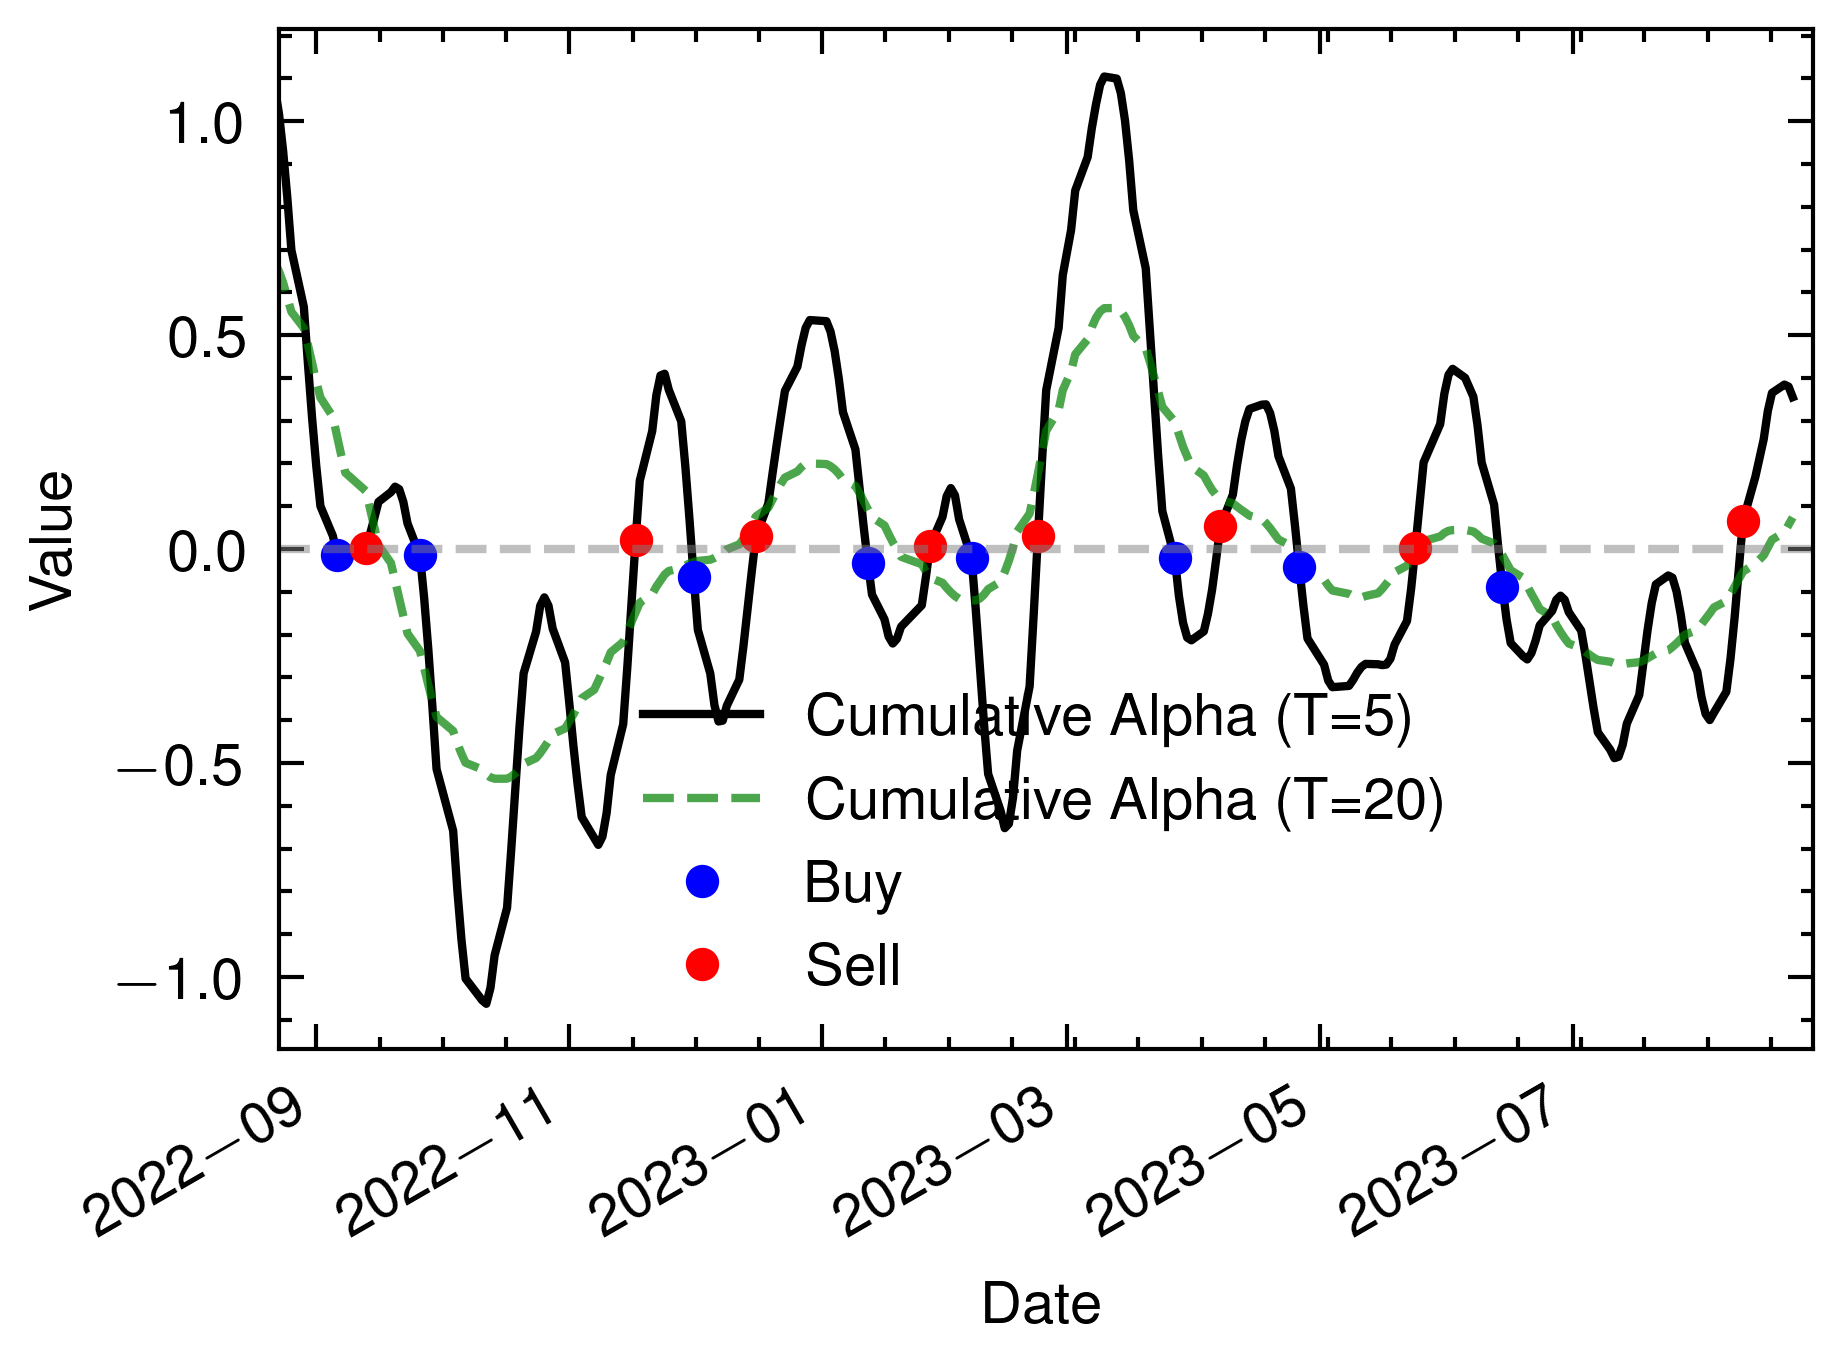 1.0
0.5
0.0
−0.5
−1.0
Value
Cumulative Alpha (T=5)
Cumulative Alpha (T=20)
Buy
Sell
2022−09
2022−11
2023−01
2023−03
2023−05
2023−07
Date